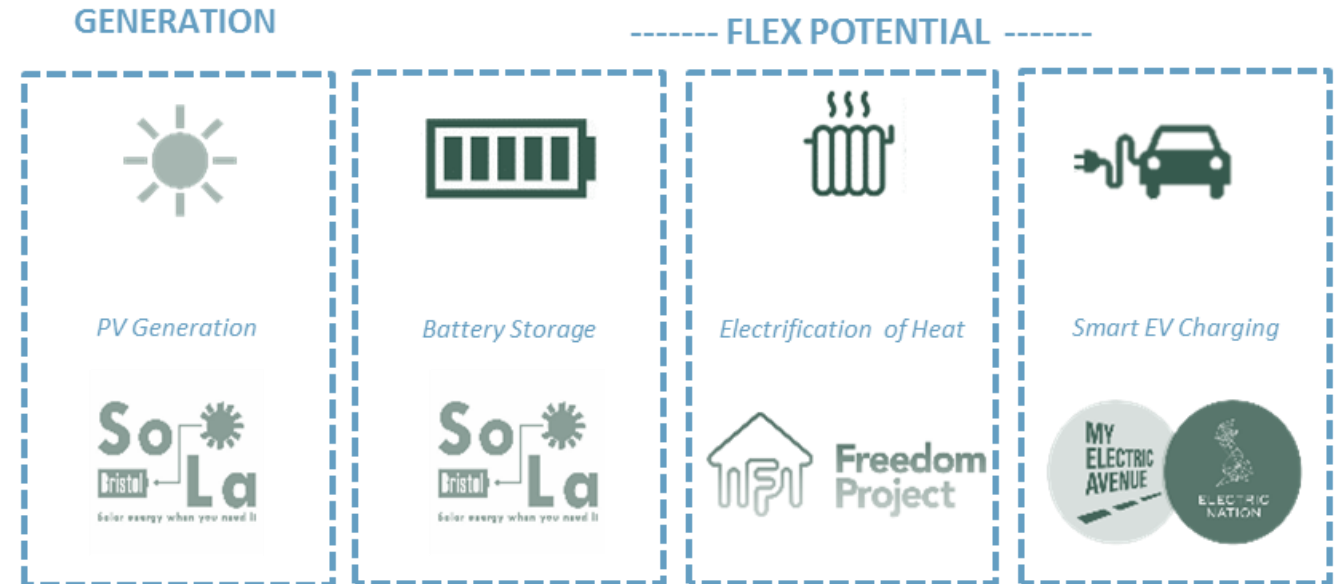 GENERATION
------- FLEX POTENTIAL -------
PV Generation
Battery Storage
Electrification of Heat
Smart EV Charging
So
La
Bristol
Solar energy when you need it
So
La
Bristol
Solar energy when you need it
Freedom
Project
MY
ELECTRIC
AVENUE
ELECTRIC
NATION